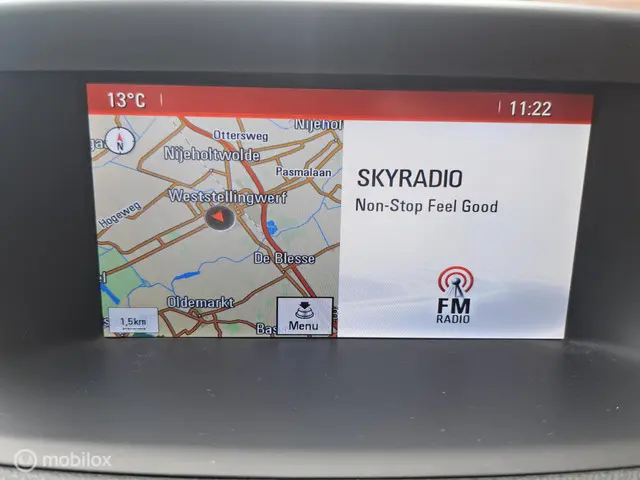 13°C
11:22
Nijehol
Ottersweg
Nijeholtwolde
Pasmalaan
SKYRADIO
Weststellingwerf
Non-Stop Feel Good
Hogeweg
De Blesse
Oldemarkt
FM
RADIO
1,5km
Menu
Bas
N
mobilox